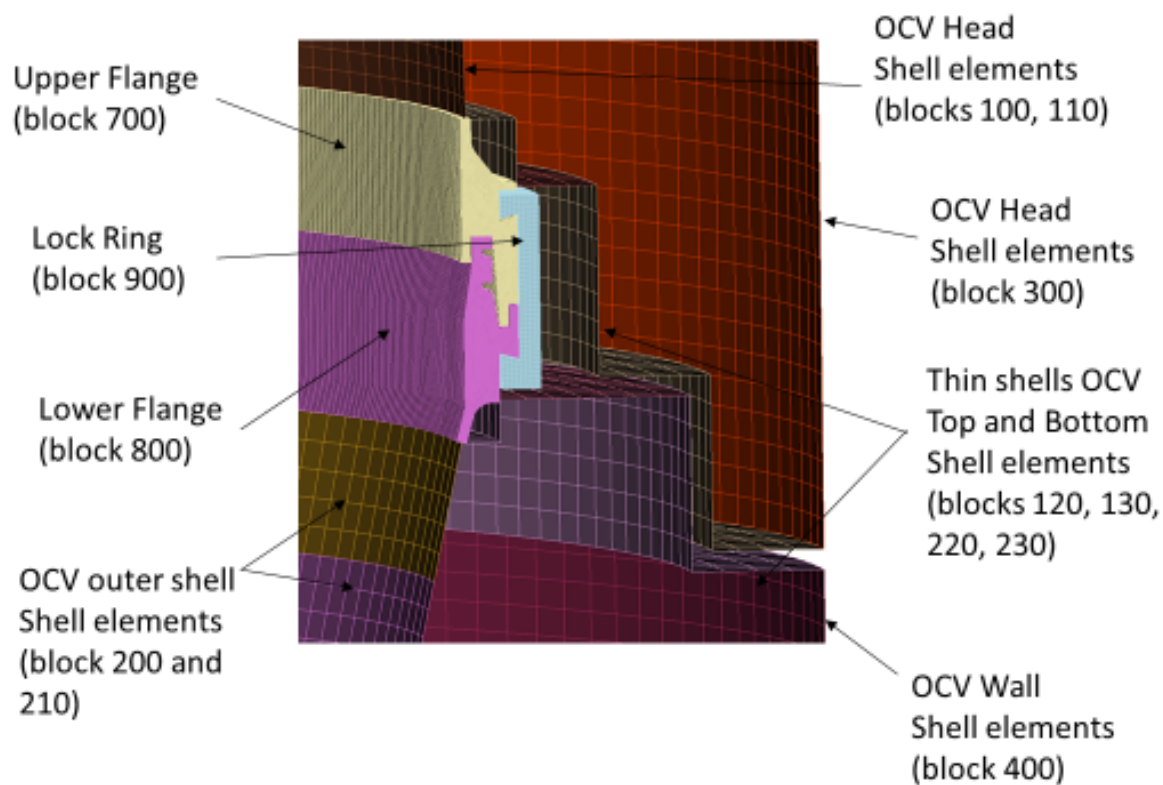 Upper Flange
(block 700)
Lock Ring
(block 900)
Lower Flange
(block 800)
OCV outer shell
Shell elements
(block 200 and
210)
OCV Head
Shell elements
(blocks 100, 110)
OCV Head
Shell elements
(block 300)
Thin shells OCV
Top and Bottom
Shell elements
(blocks 120, 130,
220, 230)
OCV Wall
Shell elements
(block 400)